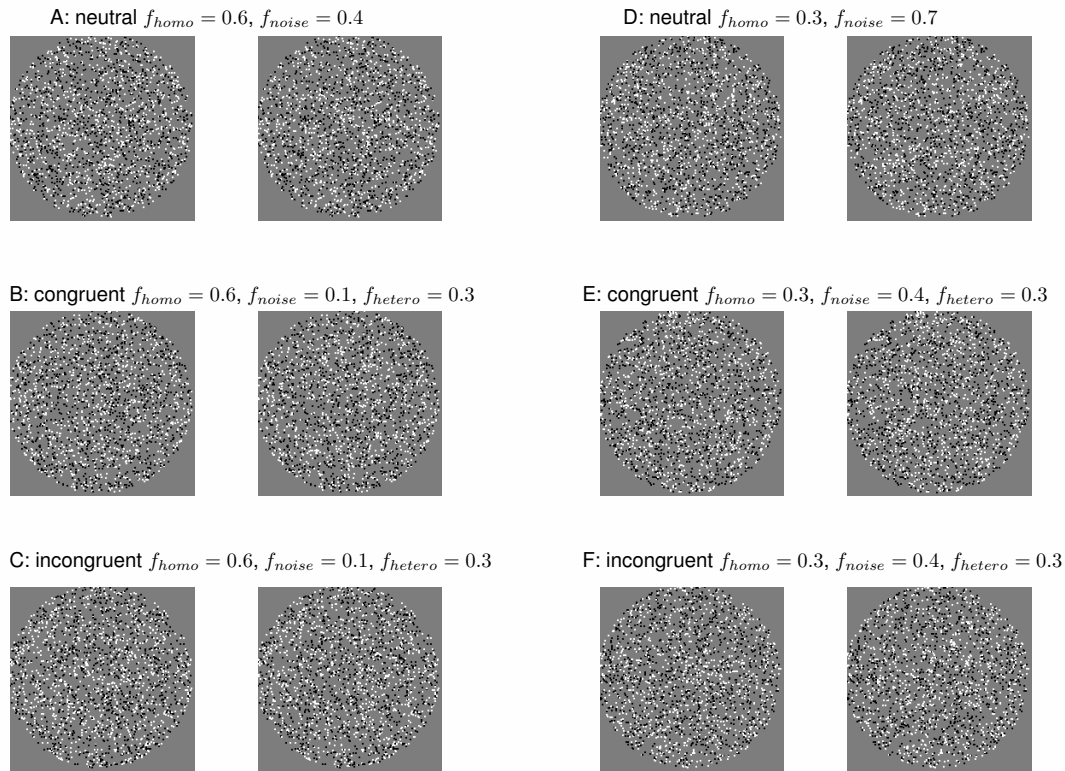 A: neutral f_homo = 0.6, f_noise = 0.4
D: neutral f_homo = 0.3, f_noise = 0.7
B: congruent f_homo = 0.6, f_noise = 0.1, f_hetero = 0.3
E: congruent f_homo = 0.3, f_noise = 0.4, f_hetero = 0.3
C: incongruent f_homo = 0.6, f_noise = 0.1, f_hetero = 0.3
F: incongruent f_homo = 0.3, f_noise = 0.4, f_hetero = 0.3